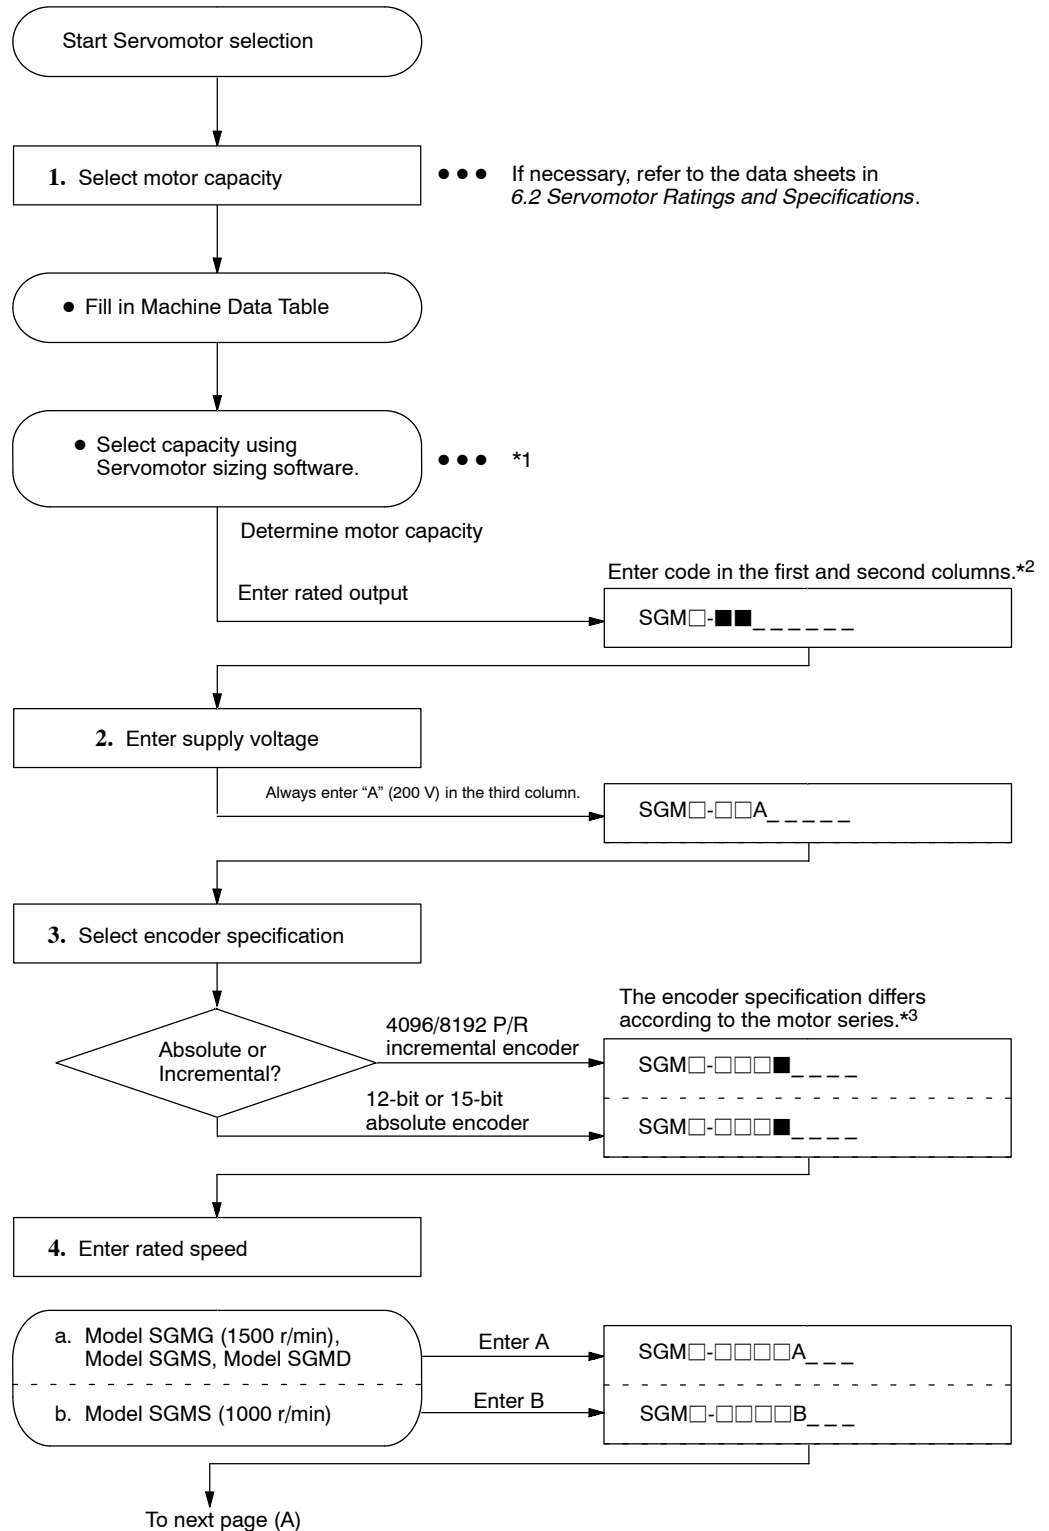 Start Servomotor selection
1. Select motor capacity
●●● If necessary, refer to the data sheets in
6.2 Servomotor Ratings and Specifications.
● Fill in Machine Data Table
● Select capacity using
Servomotor sizing software.
●●● *1
Determine motor capacity
Enter rated output
Enter code in the first and second columns.*2
SGM□-■■_ _ _ _ _ _
2. Enter supply voltage
Always enter “A” (200 V) in the third column.
SGM□-□□A_ _ _ _ _
3. Select encoder specification
Absolute or
Incremental?
4096/8192 P/R
incremental encoder
12-bit or 15-bit
absolute encoder
The encoder specification differs
according to the motor series.*3
SGM□-□□□■_ _ _ _
SGM□-□□□■_ _ _ _
4. Enter rated speed
a. Model SGMG (1500 r/min),
Model SGMS, Model SGMD
Enter A
SGM□-□□□□A_ _ _
b. Model SGMS (1000 r/min)
Enter B
SGM□-□□□□B_ _ _
To next page (A)